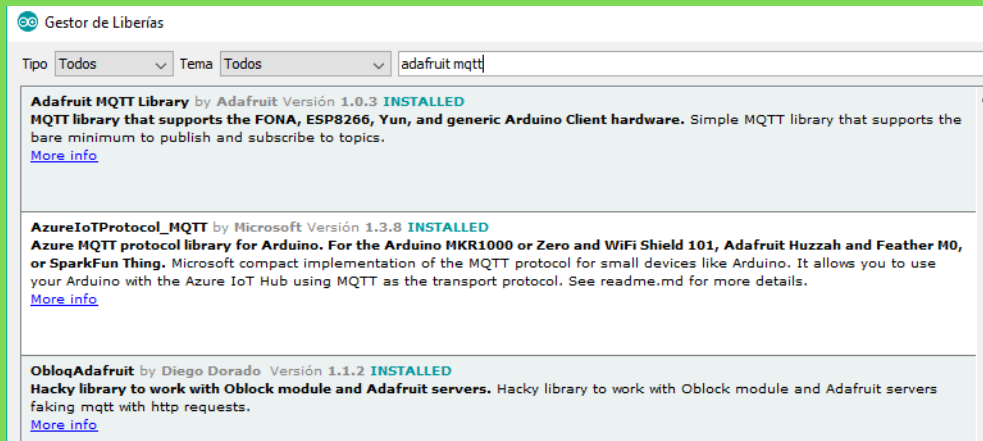 Gestor de Liberías
Tipo Todos Tema Todos adafruit mqtt
Adafruit MQTT Library by Adafruit Versión 1.0.3 INSTALLED
MQTT library that supports the FONA, ESP8266, Yun, and generic Arduino Client hardware. Simple MQTT library that supports the
bare minimum to publish and subscribe to topics.
More info
AzureIoTProtocol_MQTT by Microsoft Versión 1.3.8 INSTALLED
Azure MQTT protocol library for Arduino. For the Arduino MKR1000 or Zero and WiFi Shield 101, Adafruit Huzzah and Feather M0,
or SparkFun Thing. Microsoft compact implementation of the MQTT protocol for small devices like Arduino. It allows you to use
your Arduino with the Azure IoT Hub using MQTT as the transport protocol. See readme.md for more details.
More info
ObloqAdafruit by Diego Dorado Versión 1.1.2 INSTALLED
Hacky library to work with Oblock module and Adafruit servers. Hacky library to work with Oblock module and Adafruit servers
faking mqtt with http requests.
More info